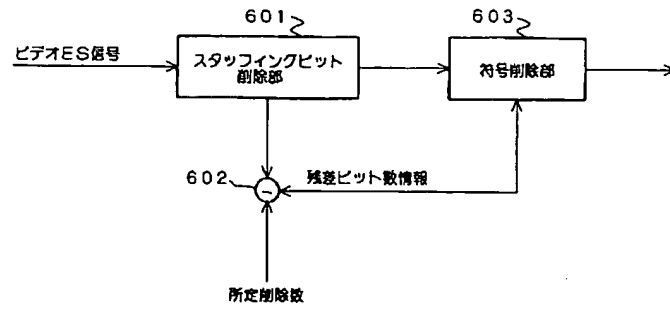 601
603
ビデオES信号
スタッフィングビット
削除部
符号削除部
602
-
残差ビット数情報
所定削除数